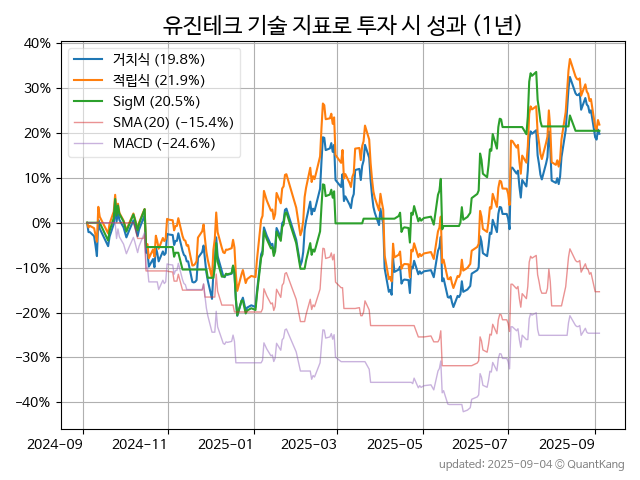 유진테크 기술 지표로 투자 시 성과 (1년)
40%
30%
20%
10%
0%
−10%
−20%
−30%
−40%
거치식 (19.8%)
적립식 (21.9%)
SigM (20.5%)
SMA(20) (−15.4%)
MACD (−24.6%)
2024-09 2024-11 2025-01 2025-03 2025-05 2025-07 2025-09
updated: 2025-09-04 © QuantKang